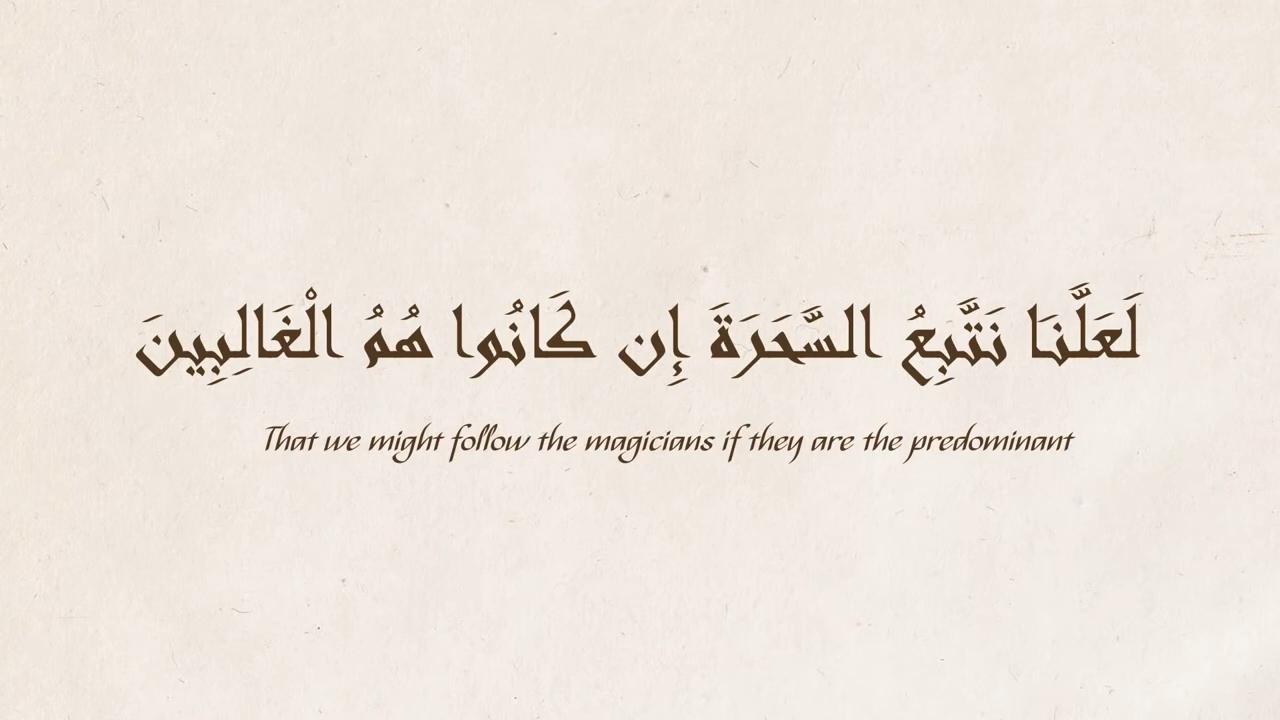 لَعَلَّنَا نَتَّبِعُ السَّحَرَةَ إِن كَانُوا هُمُ الْغَالِبِينَ
That we might follow the magicians if they are the predominant